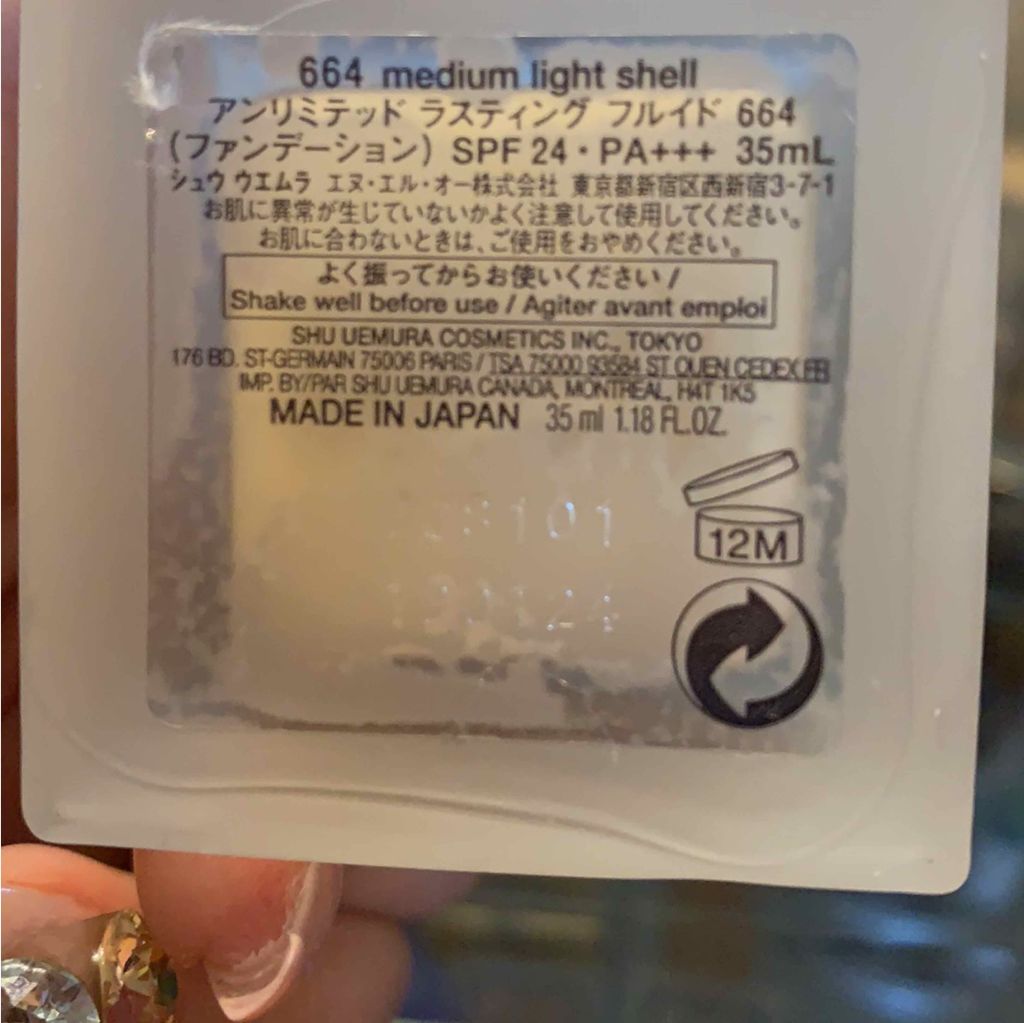 664 medium light shell
アンリミテッド ラスティング フルイド 664
(ファンデーション) SPF 24・PA+++ 35mL
シュウ ウエムラ エヌ・エル・オー株式会社 東京都新宿区西新宿3-7-1
お肌に異常が生じていないかよく注意して使用してください。
お肌に合わないときは、ご使用をおやめください。
よく振ってからお使いください /
Shake well before use / Agiter avant emploi
SHU UEMURA COSMETICS INC., TOKYO
176 BD. ST-GERMAIN 75006 PARIS / TSA 75000 93584 ST OUEN CEDEX FR
IMP. BY/PAR SHU UEMURA CANADA, MONTREAL, H4T 1K5
MADE IN JAPAN 35 ml 1.18 FL.OZ.
12M